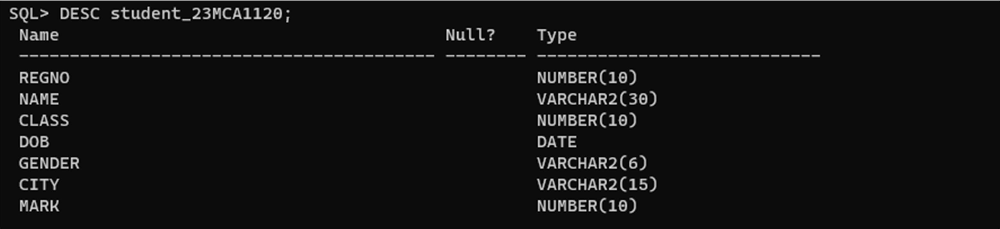 SQL> DESC student_23MCA1120;
Name Null? Type
----------------------------------------- -------- ----------------------------
REGNO NUMBER(10)
NAME VARCHAR2(30)
CLASS NUMBER(10)
DOB DATE
GENDER VARCHAR2(6)
CITY VARCHAR2(15)
MARK NUMBER(10)